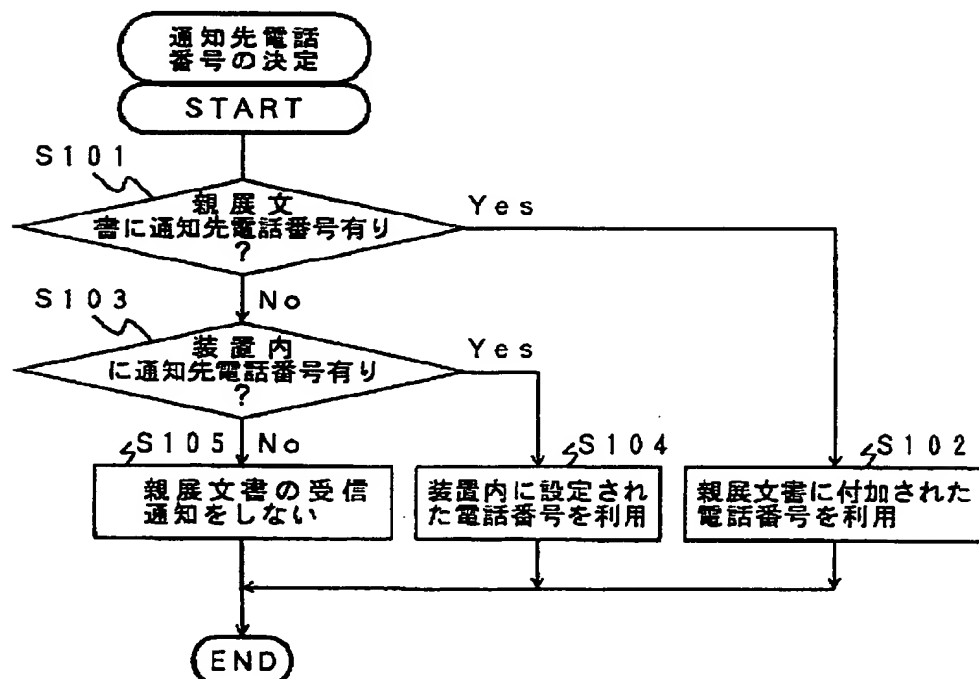 通知先電話
番号の決定
START
S101
親展文
書に通知先電話番号有り
?
Yes
No
S103
装置内
に通知先電話番号有り
?
Yes
No
S105
親展文書の受信
通知をしない
S104
装置内に設定され
た電話番号を利用
S102
親展文書に付加された
電話番号を利用
END